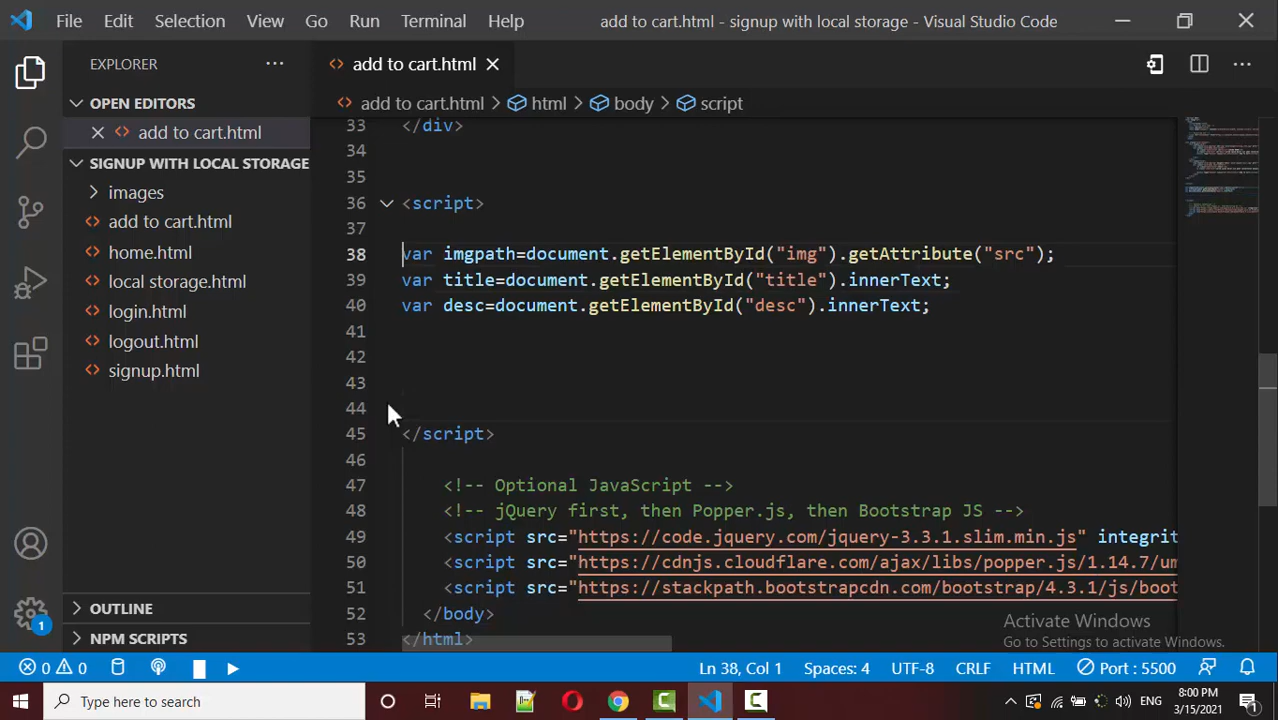 File Edit Selection View Go Run Terminal Help add to cart.html - signup with local storage - Visual Studio Code
EXPLORER ... add to cart.html
OPEN EDITORS add to cart.html > html > body > script
add to cart.html
SIGNUP WITH LOCAL STORAGE
images
add to cart.html
home.html
local storage.html
login.html
logout.html
signup.html
OUTLINE
NPM SCRIPTS
33 </div>
34
35
36 <script>
37
38 var imgpath=document.getElementById("img").getAttribute("src");
39 var title=document.getElementById("title").innerText;
40 var desc=document.getElementById("desc").innerText;
41
42
43
44
45 </script>
46
47 <!-- Optional JavaScript -->
48 <!-- jQuery first, then Popper.js, then Bootstrap JS -->
49 <script src="https://code.jquery.com/jquery-3.3.1.slim.min.js" integrit
50 <script src="https://cdnjs.cloudflare.com/ajax/libs/popper.js/1.14.7/um
51 <script src="https://stackpath.bootstrapcdn.com/bootstrap/4.3.1/js/boot
52 </body>
53 </html>
Activate Windows
Go to Settings to activate Windows.
1
0 0 Ln 38, Col 1 Spaces: 4 UTF-8 CRLF HTML Port : 5500
Type here to search ENG 8:00 PM
3/15/2021 1